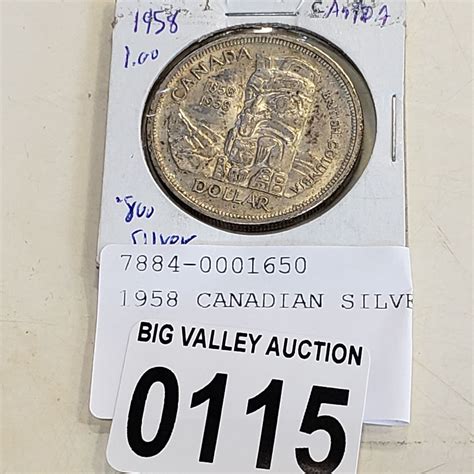 1958
CANADA
1.00
CANADA
1858
1958
BRITISH COLUMBIA
DOLLAR
.800
Silver
7884-0001650
1958 CANADIAN SILVE
BIG VALLEY AUCTION
0115